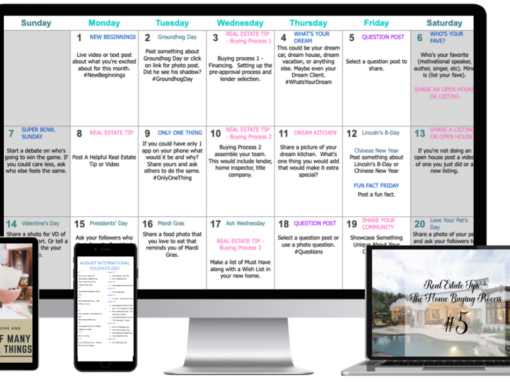 Sunday Monday Tuesday Wednesday Thursday Friday Saturday
1 NEW BEGINNINGS
Live video or text post
about what you're excited
about for this month.
#NewBeginnings
2 Groundhog Day
Post something about
Groundhog Day or click
on link for photo post.
Did he see his shadow?
#GroundhogDay
3 REAL ESTATE TIP
- Buying Process 1
Buying process 1 -
Financing. Setting up the
pre-approval process and
lender selection.
4 WHAT'S YOUR
DREAM
This could be your dream
car, dream house, dream
vacation, or anything
else. Maybe even your
Dream Client.
#WhatsYourDream
5 QUESTION POST
Select a question post to
share.
6 WHO'S YOUR
FAVE?
Who's your favorite
(motivational speaker,
author, singer, etc). Mine
is (list your fave).
SHARE AN OPEN HOUSE
OR LISTING
7 SUPER BOWL
SUNDAY
Start a debate on who's
going to win the game. If
you could care less, ask
who else feels the same.
8 REAL ESTATE TIP
Post A Helpful Real Estate
Tip or Video
9 ONLY ONE THING
If you could have only 1
app on your phone what
would it be and why?
Share yours and ask
others to do the same.
#OnlyOneThing
10 REAL ESTATE TIP
- Buying Process 2
Buying Process 2
assemble your team.
This would include lender,
home inspector, title
company.
11 DREAM KITCHEN
Share a picture of your
dream kitchen. What's
one thing you would add
that would make it extra
special?
12 Lincoln's B-Day
Chinese New Year
Post something about
Lincoln's B-Day or
Chinese New Year
FUN FACT FRIDAY
Post a fun fact.
13 SHARE A LISTING
OR OPEN HOUSE
If you're not doing an
open house post a video
of one you just did or a
new listing.
14 Valentine's Day
Share a photo for VD of
art. Or tell a
the
your
15 Presidents' Day
Ask your followers who
16 Mardi Gras
Share a food photo that
you love to eat that
reminds you of Mardi
Gras.
17 Ash Wednesday
REAL ESTATE TIP -
Buying Process 3
Make a list of Must Have
along with a Wish List in
your new home.
18 QUESTION POST
Select a question post or
use a photo question.
#Questions
19 SHARE YOUR
COMMUNITY
Showcase Something
Unique About Your
20 Love Your Pet's
Day
Share a photo of your pet
and ask your followers to
AUGUST INTERNATIONAL
HOLIDAYS 2021
OF MANY
THINGS
Real Estate Tips
The Home Buying Process
#5